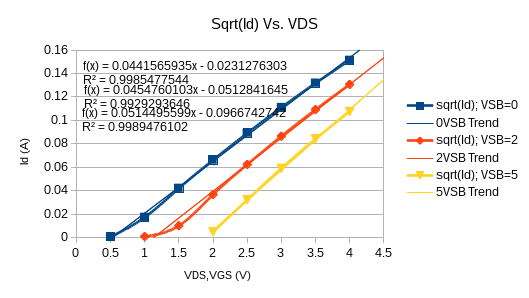 Sqrt(Id) Vs. VDS
0.16
0.14
0.12
0.1
0.08
0.06
0.04
0.02
0
f(x) = 0.0441565935x - 0.0231276303
R² = 0.9985477544
f(x) = 0.0454760103x - 0.0512841645
R² = 0.9929293646
f(x) = 0.0514495599x - 0.0966742742
R² = 0.9989476102
0 0.5 1 1.5 2 2.5 3 3.5 4 4.5
Id (A)
VDS,VGS (V)
sqrt(Id); VSB=0
0VSB Trend
sqrt(Id); VSB=2
2VSB Trend
sqrt(Id); VSB=5
5VSB Trend